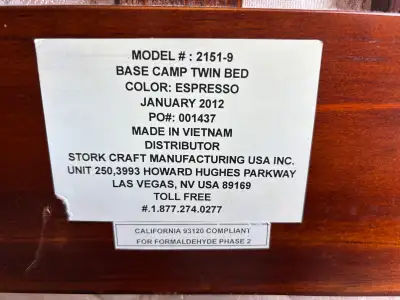 MODEL # : 2151-9
BASE CAMP TWIN BED
COLOR: ESPRESSO
JANUARY 2012
PO#: 001437
MADE IN VIETNAM
DISTRIBUTOR
STORK CRAFT MANUFACTURING USA INC.
UNIT 250,3993 HOWARD HUGHES PARKWAY
LAS VEGAS, NV USA 89169
TOLL FREE
#.1.877.274.0277
CALIFORNIA 93120 COMPLIANT
FOR FORMALDEHYDE PHASE 2